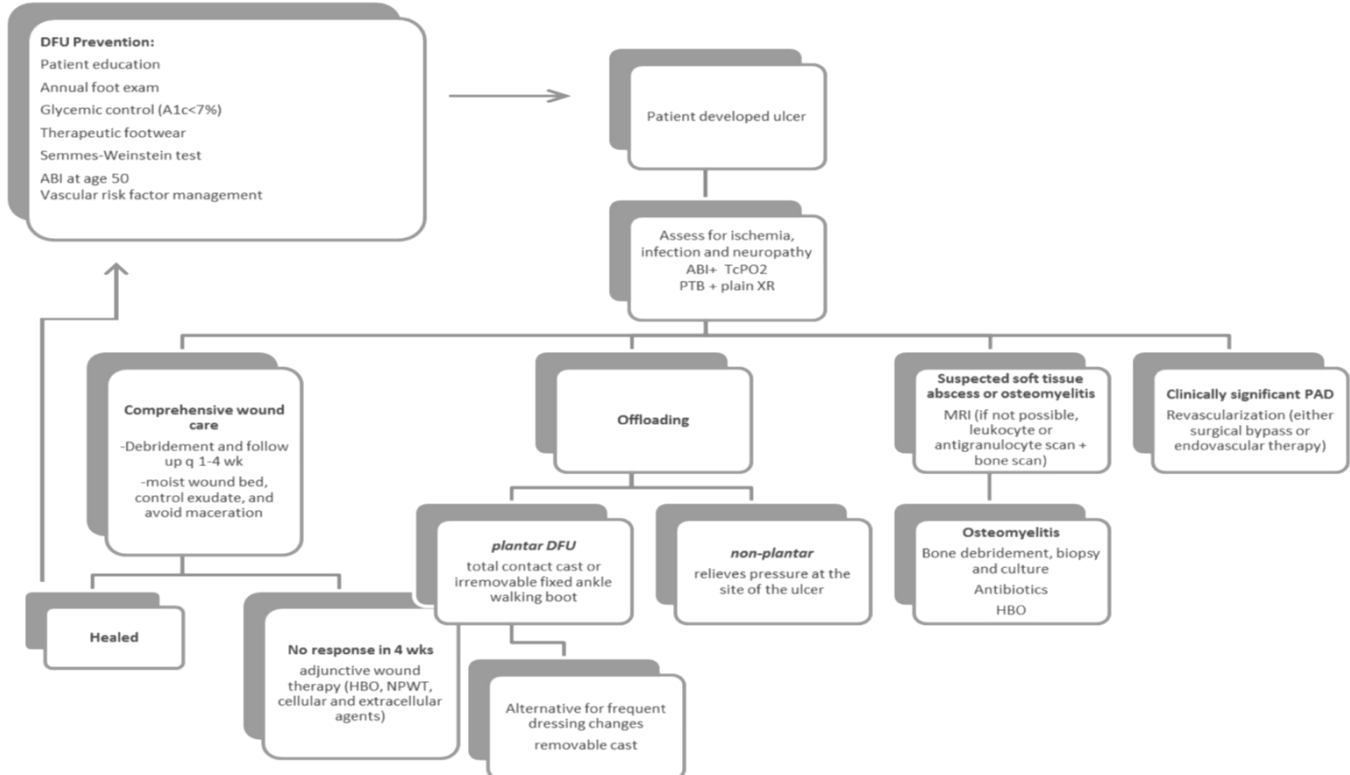 DFU Prevention:
Patient education
Annual foot exam
Glycemic control (A1c<7%)
Therapeutic footwear
Semmes-Weinstein test
ABI at age 50
Vascular risk factor management
Patient developed ulcer
Assess for ischemia,
infection and neuropathy
ABI+ TcPO2
PTB + plain XR
Comprehensive wound
care
-Debridement and follow
up q 1-4 wk
-moist wound bed,
control exudate, and
avoid maceration
Offloading
Suspected soft tissue
abscess or osteomyelitis
MRI (if not possible,
leukocyte or
antigranulocyte scan +
bone scan)
Clinically significant PAD
Revascularization (either
surgical bypass or
endovascular therapy)
plantar DFU
total contact cast or
irremovable fixed ankle
walking boot
non-plantar
relieves pressure at the
site of the ulcer
Osteomyelitis
Bone debridement, biopsy
and culture
Antibiotics
HBO
Healed
No response in 4 wks
adjunctive wound
therapy (HBO, NPWT,
cellular and extracellular
agents)
Alternative for frequent
dressing changes
removable cast